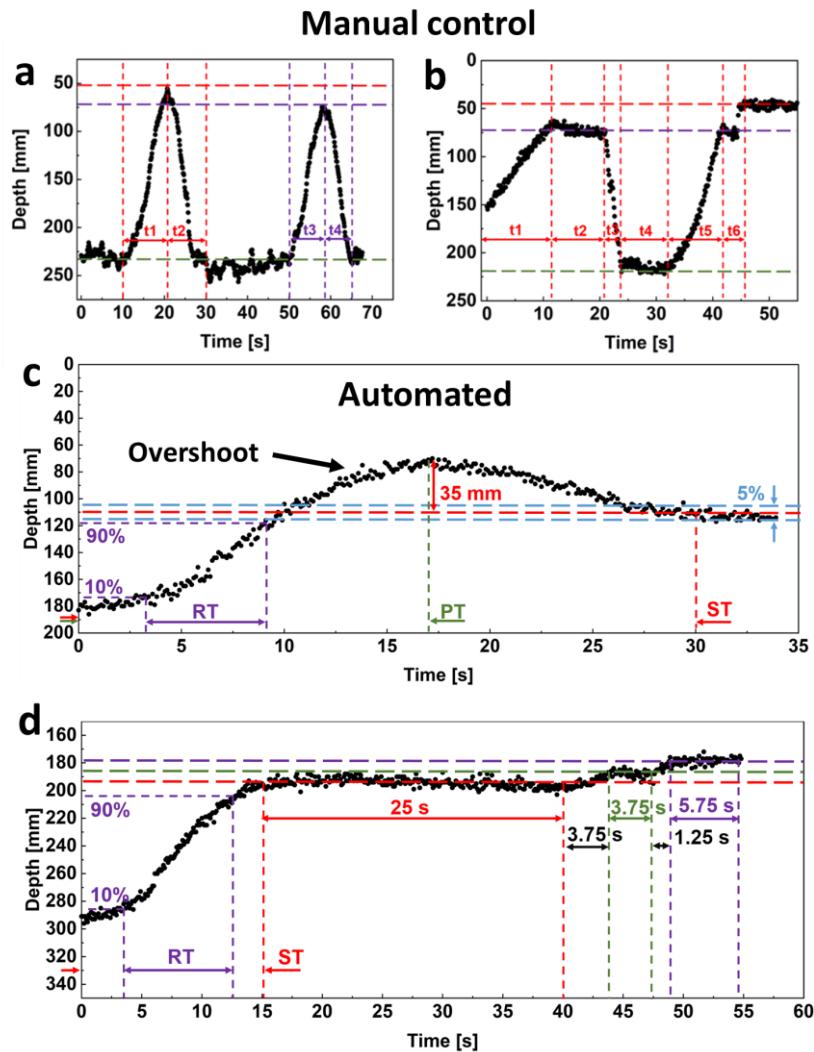 Manual control
a
b
50
100
150
200
250
Depth [mm]
t1
t2
t3
t4
0
10
20
30
40
50
60
70
Time [s]
0
50
100
150
200
250
Depth [mm]
t1
t2
t3
t4
t5
t6
0
10
20
30
40
50
Time [s]
c
Automated
0
20
40
60
80
100
120
140
160
180
200
Depth [mm]
Overshoot
35 mm
5%
90%
10%
RT
PT
ST
0
5
10
15
20
25
30
35
Time [s]
d
160
180
200
220
240
260
280
300
320
340
Depth [mm]
90%
10%
25 s
3.75 s
5.75 s
3.75 s
1.25 s
RT
ST
0
5
10
15
20
25
30
35
40
45
50
55
60
Time [s]